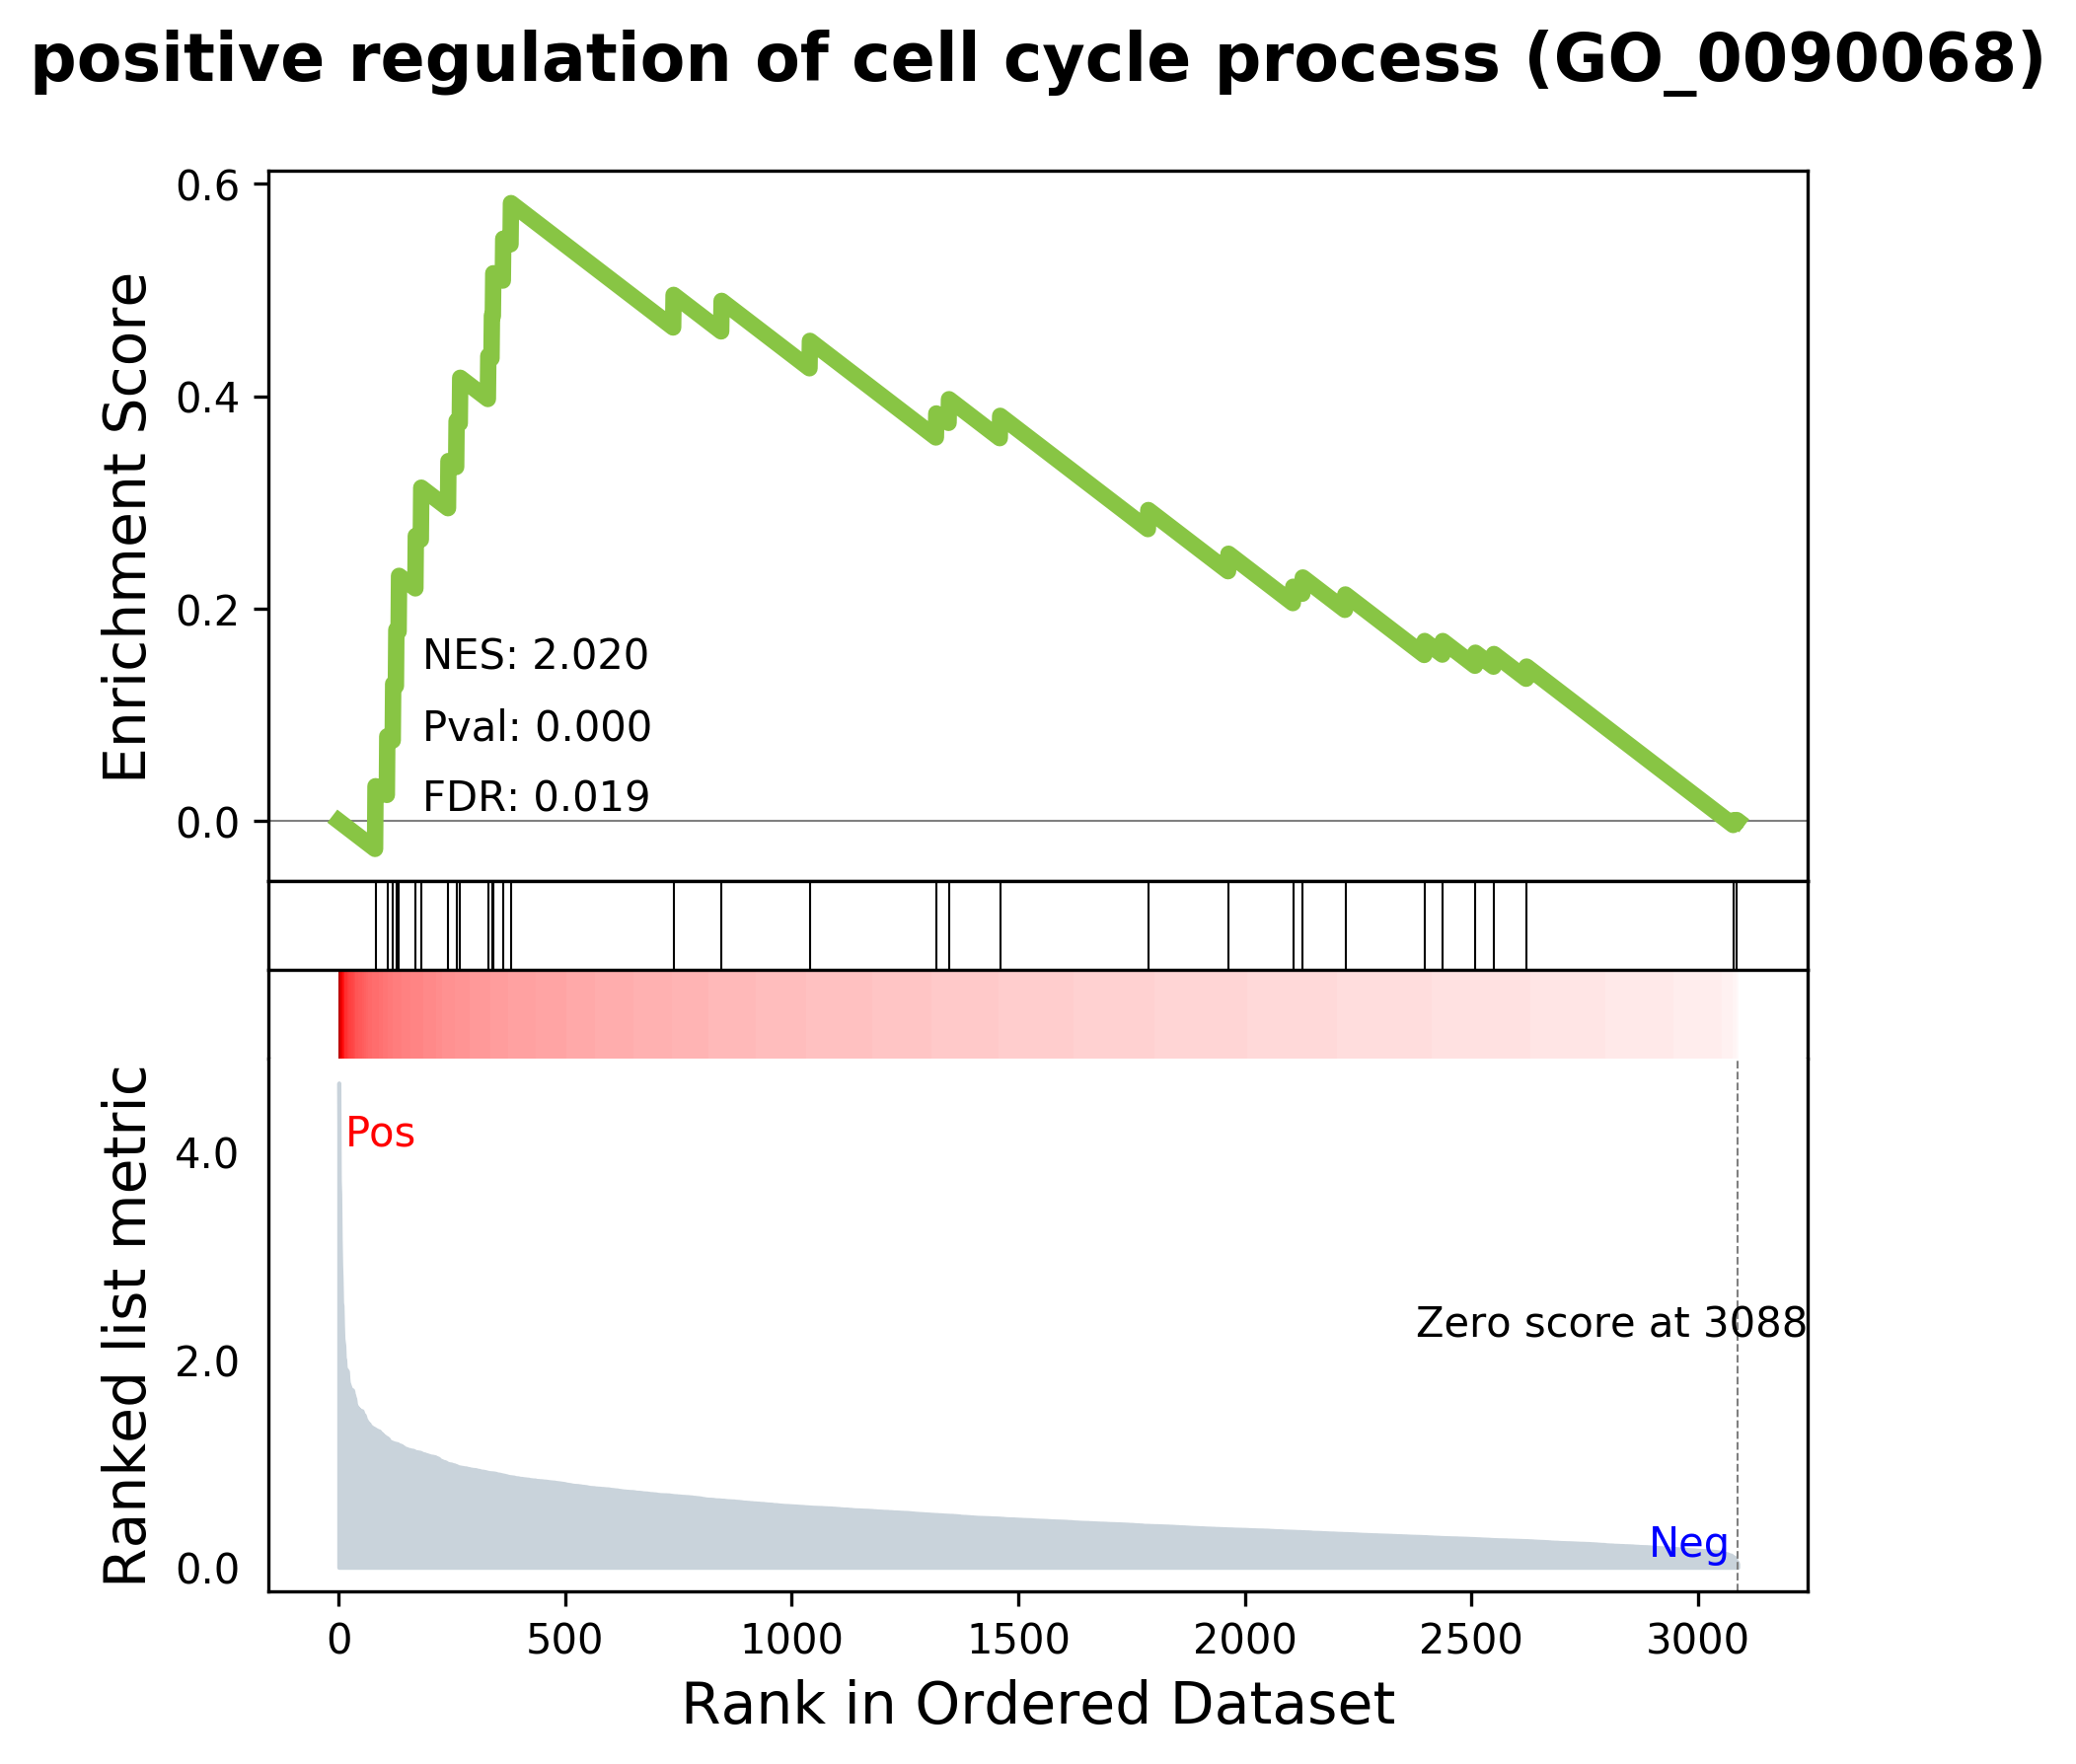 positive regulation of cell cycle process (GO_0090068)
Enrichment Score
0.6
0.4
0.2
0.0
NES: 2.020
Pval: 0.000
FDR: 0.019
Ranked list metric
4.0
2.0
0.0
Pos
Zero score at 3088
Neg
0 500 1000 1500 2000 2500 3000
Rank in Ordered Dataset